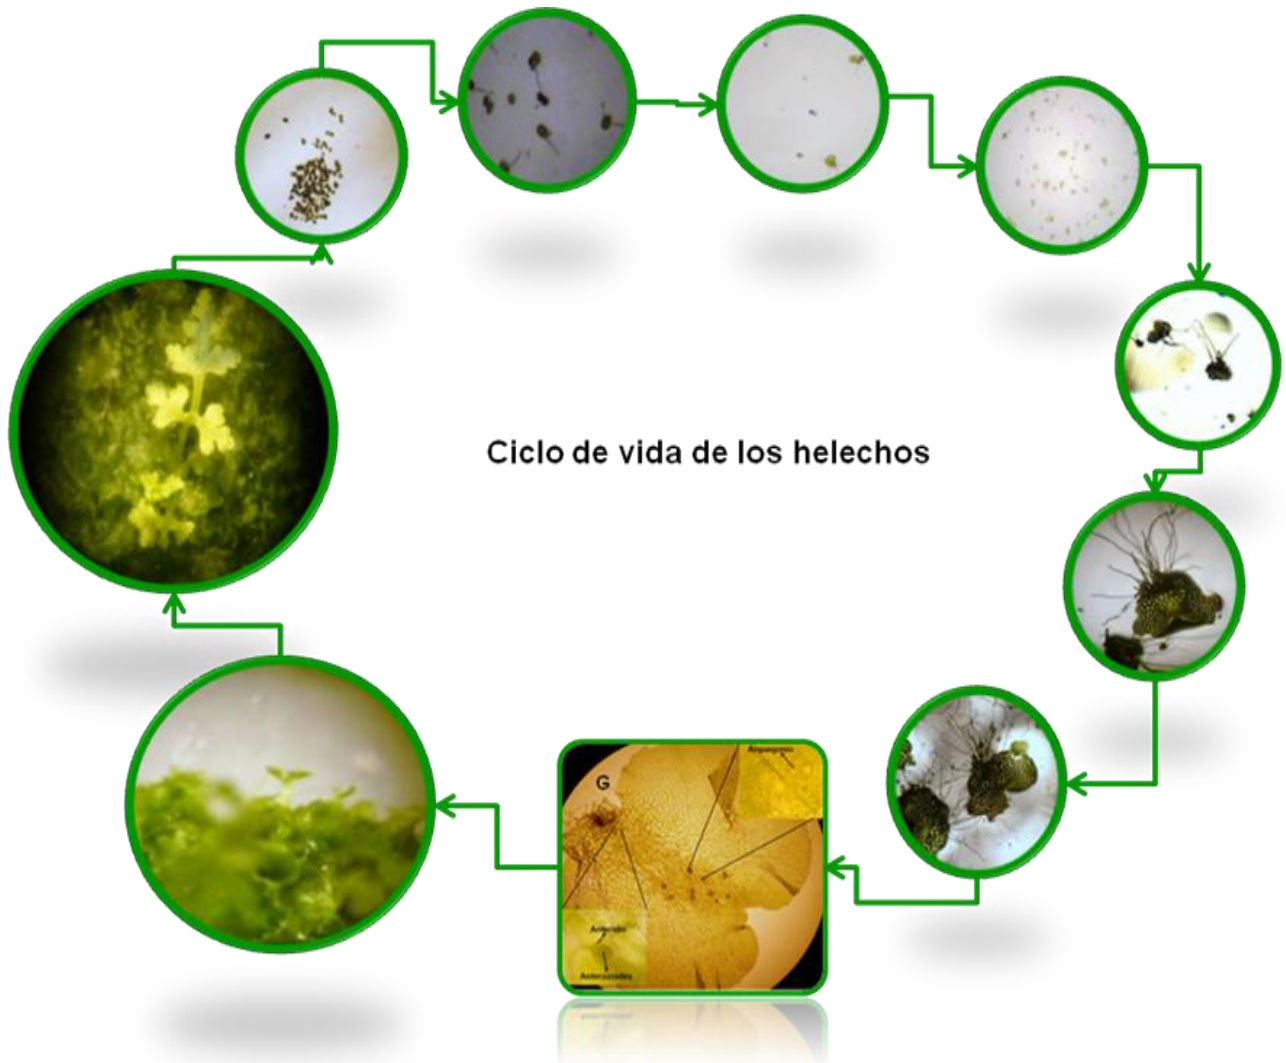 Ciclo de vida de los helechos
G
Arquegonio
Anteridio
Anterozoides